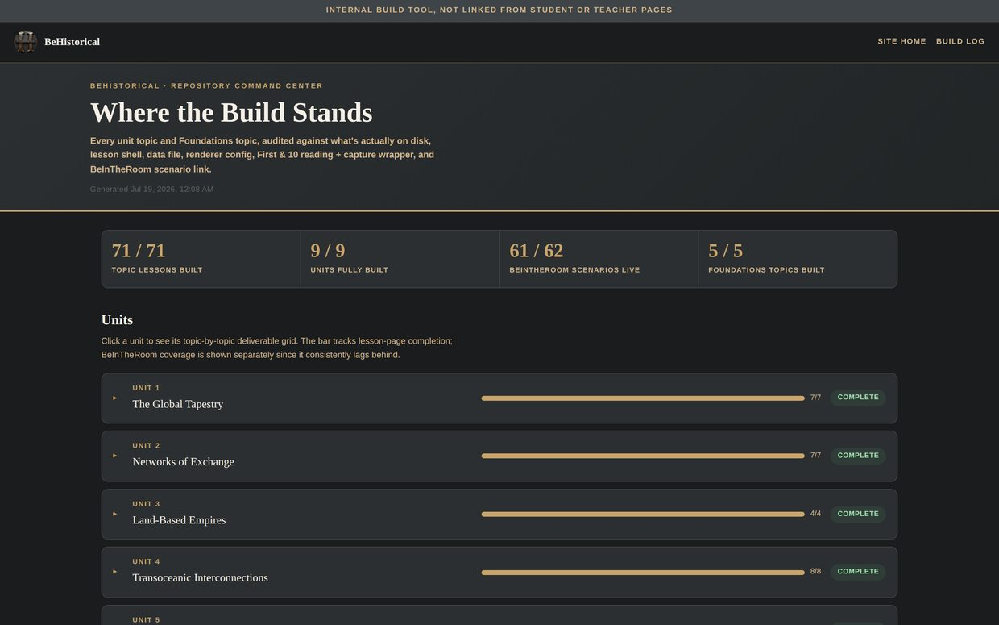 INTERNAL BUILD TOOL, NOT LINKED FROM STUDENT OR TEACHER PAGES
BeHistorical
SITE HOME BUILD LOG
BEHISTORICAL · REPOSITORY COMMAND CENTER
Where the Build Stands
Every unit topic and Foundations topic, audited against what's actually on disk,
lesson shell, data file, renderer config, First & 10 reading + capture wrapper, and
BeInTheRoom scenario link.
Generated Jul 19, 2026, 12:08 AM
71 / 71
TOPIC LESSONS BUILT
9 / 9
UNITS FULLY BUILT
61 / 62
BEINTHEROOM SCENARIOS LIVE
5 / 5
FOUNDATIONS TOPICS BUILT
Units
Click a unit to see its topic-by-topic deliverable grid. The bar tracks lesson-page completion;
BeInTheRoom coverage is shown separately since it consistently lags behind.
UNIT 1
The Global Tapestry
7/7
COMPLETE
UNIT 2
Networks of Exchange
7/7
COMPLETE
UNIT 3
Land-Based Empires
4/4
COMPLETE
UNIT 4
Transoceanic Interconnections
8/8
COMPLETE
UNIT 5